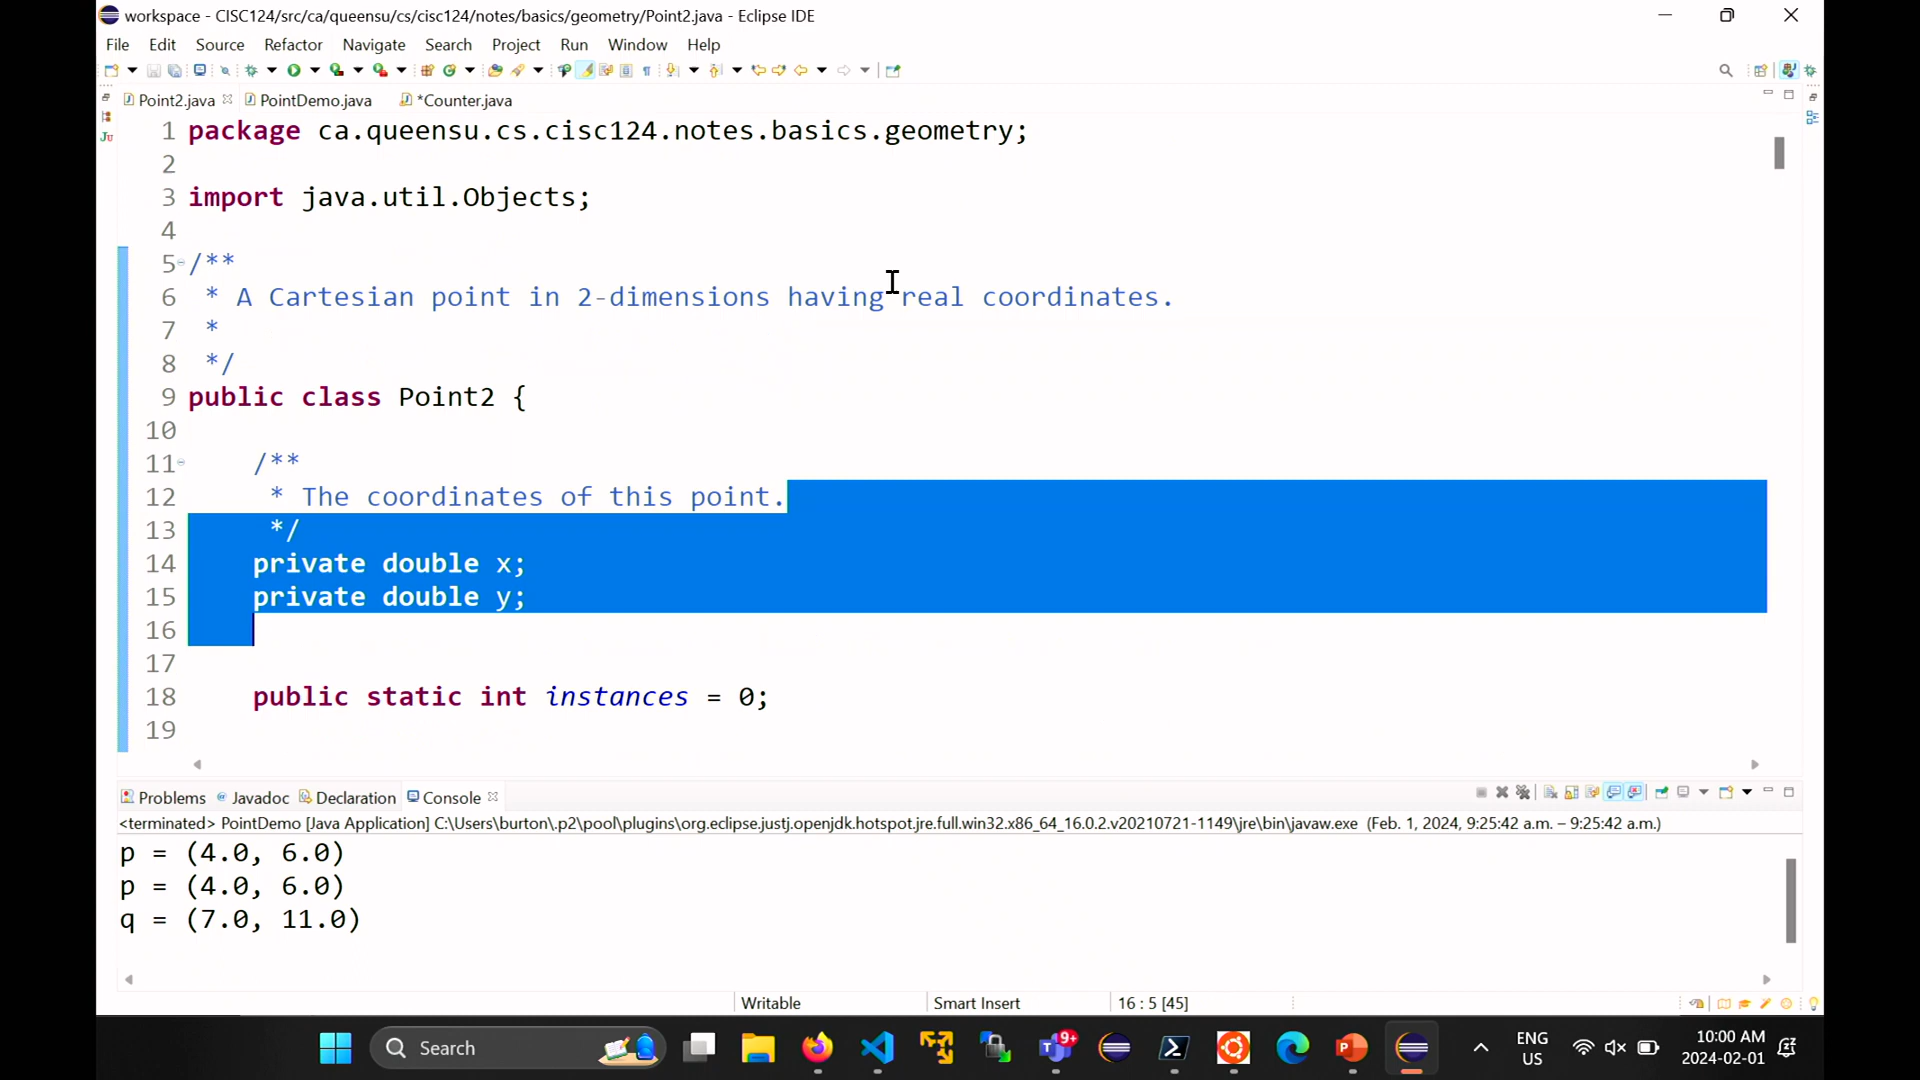 workspace - CISC124/src/ca/queensu/cs/cisc124/notes/basics/geometry/Point2.java - Eclipse IDE
File Edit Source Refactor Navigate Search Project Run Window Help
Point2.java PointDemo.java *Counter.java
1 package ca.queensu.cs.cisc124.notes.basics.geometry;
2
3 import java.util.Objects;
4
5 /**
6 * A Cartesian point in 2-dimensions having real coordinates.
7 *
8 */
9 public class Point2 {
10
11 /**
12 * The coordinates of this point.
13 */
14 private double x;
15 private double y;
16
17
18 public static int instances = 0;
19
Problems Javadoc Declaration Console
<terminated> PointDemo [Java Application] C:\Users\burton\.p2\pool\plugins\org.eclipse.justj.openjdk.hotspot.jre.full.win32.x86_64_16.0.2.v20210721-1149\jre\bin\javaw.exe (Feb. 1, 2024, 9:25:42 a.m. – 9:25:42 a.m.)
p = (4.0, 6.0)
p = (4.0, 6.0)
q = (7.0, 11.0)
Writable Smart Insert 16 : 5 [45]
Search
9+
ENG
US
10:00 AM
2024-02-01